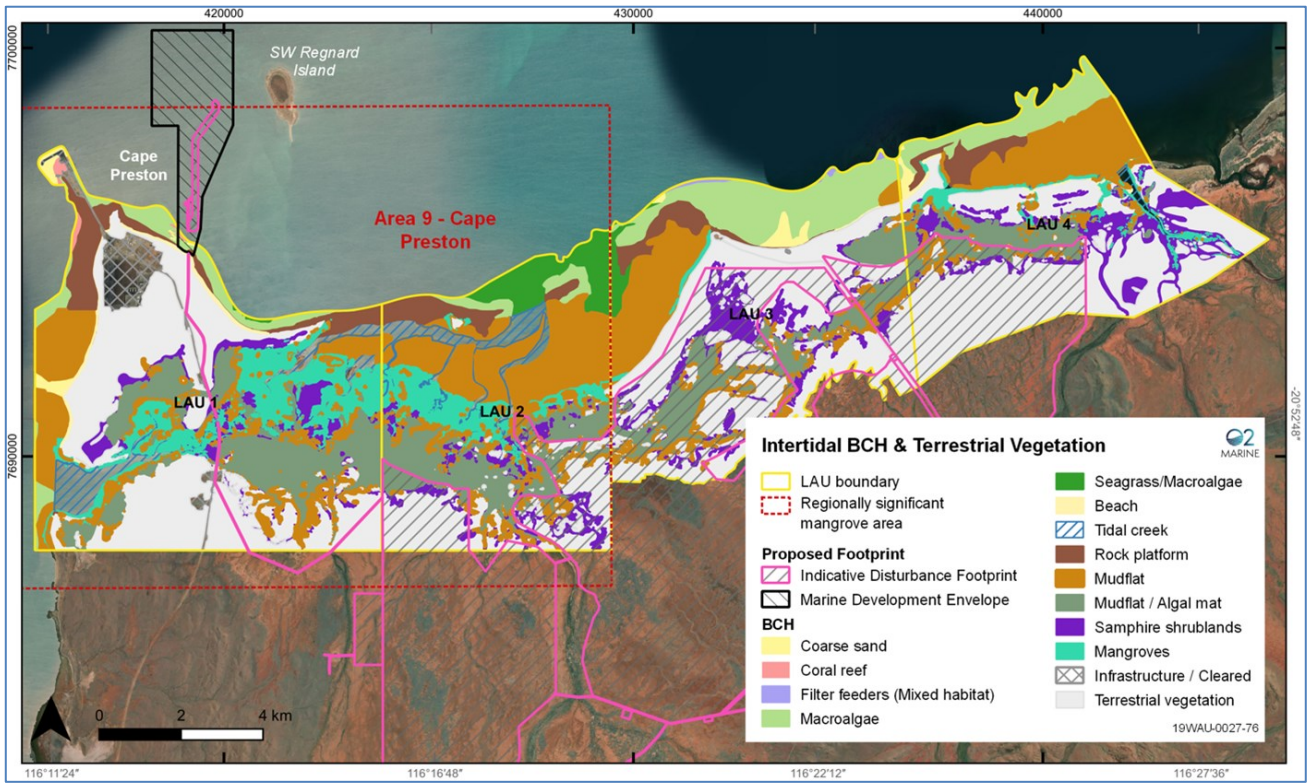 420000
430000
440000
7700000
SW Regnard
Island
Cape
Preston
Area 9 - Cape
Preston
LAU 4
LAU 3
LAU 1
LAU 2
7690000
-20°52'48"
Intertidal BCH & Terrestrial Vegetation
O2
MARINE
LAU boundary
Regionally significant
mangrove area
Proposed Footprint
Indicative Disturbance Footprint
Marine Development Envelope
BCH
Coarse sand
Coral reef
Filter feeders (Mixed habitat)
Macroalgae
Seagrass/Macroalgae
Beach
Tidal creek
Rock platform
Mudflat
Mudflat / Algal mat
Samphire shrublands
Mangroves
Infrastructure / Cleared
Terrestrial vegetation
19WAU-0027-76
0 2 4 km
116°11'24"
116°16'48"
116°22'12"
116°27'36"